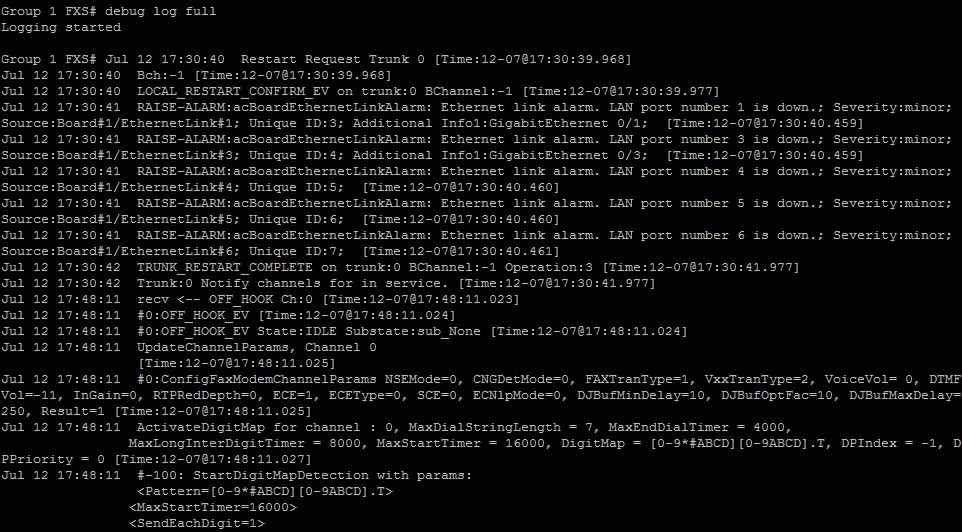 Group 1 FXS# debug log full
Logging started
Group 1 FXS# Jul 12 17:30:40  Restart Request Trunk 0 [Time:12-07@17:30:39.968]
Jul 12 17:30:40  Bch:-1 [Time:12-07@17:30:39.968]
Jul 12 17:30:40  LOCAL_RESTART_CONFIRM_EV on trunk:0 BChannel:-1 [Time:12-07@17:30:39.977]
Jul 12 17:30:41  RAISE-ALARM:acBoardEthernetLinkAlarm: Ethernet link alarm. LAN port number 1 is down.; Severity:minor;
Source:Board#1/EthernetLink#1; Unique ID:3; Additional Info1:GigabitEthernet 0/1;  [Time:12-07@17:30:40.459]
Jul 12 17:30:41  RAISE-ALARM:acBoardEthernetLinkAlarm: Ethernet link alarm. LAN port number 3 is down.; Severity:minor;
Source:Board#1/EthernetLink#3; Unique ID:4; Additional Info1:GigabitEthernet 0/3;  [Time:12-07@17:30:40.459]
Jul 12 17:30:41  RAISE-ALARM:acBoardEthernetLinkAlarm: Ethernet link alarm. LAN port number 4 is down.; Severity:minor;
Source:Board#1/EthernetLink#4; Unique ID:5;  [Time:12-07@17:30:40.460]
Jul 12 17:30:41  RAISE-ALARM:acBoardEthernetLinkAlarm: Ethernet link alarm. LAN port number 5 is down.; Severity:minor;
Source:Board#1/EthernetLink#5; Unique ID:6;  [Time:12-07@17:30:40.460]
Jul 12 17:30:41  RAISE-ALARM:acBoardEthernetLinkAlarm: Ethernet link alarm. LAN port number 6 is down.; Severity:minor;
Source:Board#1/EthernetLink#6; Unique ID:7;  [Time:12-07@17:30:40.461]
Jul 12 17:30:42  TRUNK_RESTART_COMPLETE on trunk:0 BChannel:-1 Operation:3 [Time:12-07@17:30:41.977]
Jul 12 17:30:42  Trunk:0 Notify channels for in service. [Time:12-07@17:30:41.977]
Jul 12 17:48:11  recv <-- OFF_HOOK Ch:0 [Time:12-07@17:48:11.023]
Jul 12 17:48:11  #0:OFF_HOOK_EV [Time:12-07@17:48:11.024]
Jul 12 17:48:11  #0:OFF_HOOK_EV State:IDLE Substate:sub_None [Time:12-07@17:48:11.024]
Jul 12 17:48:11  UpdateChannelParams, Channel 0
[Time:12-07@17:48:11.025]
Jul 12 17:48:11  #0:ConfigFaxModemChannelParams NSEMode=0, CNGDetMode=0, FAXTranType=1, VxxTranType=2, VoiceVol= 0, DTMF
Vol=-11, InGain=0, RTPRedDepth=0, ECE=1, ECEType=0, SCE=0, ECNlpMode=0, DJBufMinDelay=10, DJBufOptFac=10, DJBufMaxDelay=
250, Result=1 [Time:12-07@17:48:11.025]
Jul 12 17:48:11  ActivateDigitMap for channel : 0, MaxDialStringLength = 7, MaxEndDialTimer = 4000,
MaxLongInterDigitTimer = 8000, MaxStartTimer = 16000, DigitMap = [0-9*#ABCD][0-9ABCD].T, DPIndex = -1, D
PPriority = 0 [Time:12-07@17:48:11.027]
Jul 12 17:48:11  #-100: StartDigitMapDetection with params:
<Pattern=[0-9*#ABCD][0-9ABCD].T>
<MaxStartTimer=16000>
<SendEachDigit=1>